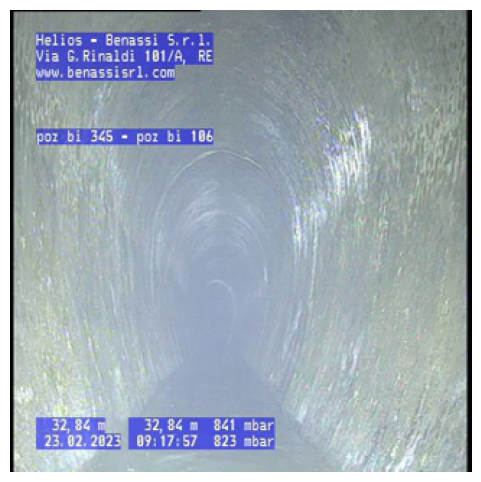 Helios - Benassi S.r.l.
Via G.Rinaldi 101/A, RE
www.benassisrl.com
poz bi 345 - poz bi 106
32,84 m 32,84 m 841 mbar
23.02.2023 09:17:57 823 mbar